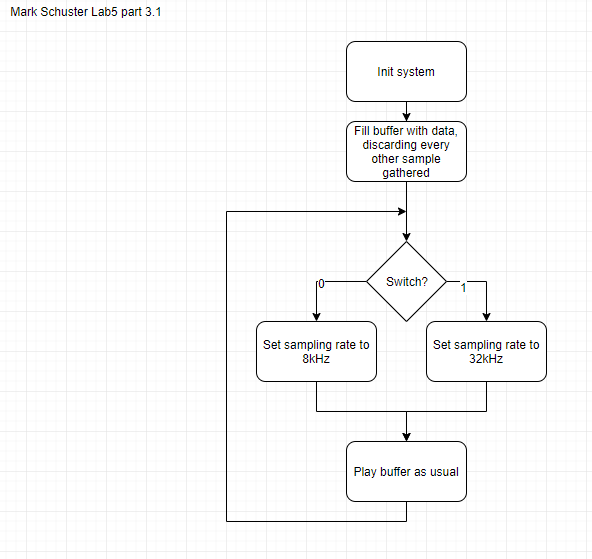 Mark Schuster Lab5 part 3.1
Init system
Fill buffer with data,
discarding every
other sample
gathered
Switch?
0
1
Set sampling rate to
8kHz
Set sampling rate to
32kHz
Play buffer as usual